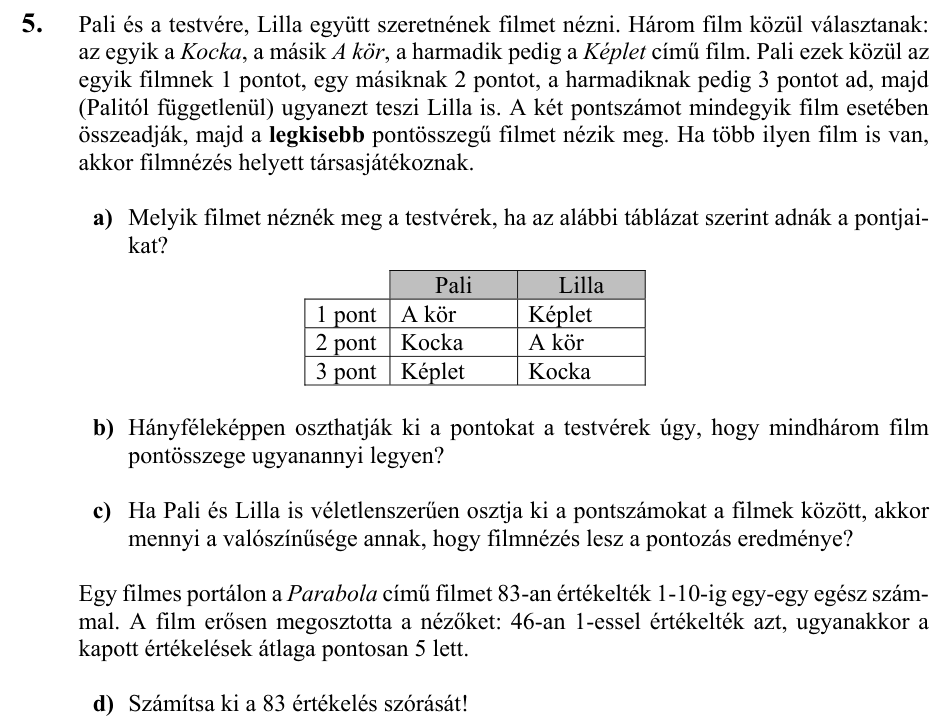 5. Pali és a testvére, Lilla együtt szeretnének filmet nézni. Három film közül választanak:
az egyik a Kocka, a másik A kör, a harmadik pedig a Képlet című film. Pali ezek közül az
egyik filmnek 1 pontot, egy másiknak 2 pontot, a harmadiknak pedig 3 pontot ad, majd
(Palitól függetlenül) ugyanezt teszi Lilla is. A két pontszámot mindegyik film esetében
összeadják, majd a legkisebb pontösszegű filmet nézik meg. Ha több ilyen film is van,
akkor filmnézés helyett társasjátékoznak.
a) Melyik filmet néznék meg a testvérek, ha az alábbi táblázat szerint adnák a pontjai-
kat?
Pali Lilla
1 pont A kör Képlet
2 pont Kocka A kör
3 pont Képlet Kocka
b) Hányféleképpen oszthatják ki a pontokat a testvérek úgy, hogy mindhárom film
pontösszege ugyanannyi legyen?
c) Ha Pali és Lilla is véletlenszerűen osztja ki a pontszámokat a filmek között, akkor
mennyi a valószínűsége annak, hogy filmnézés lesz a pontozás eredménye?
Egy filmes portálon a Parabola című filmet 83-an értékelték 1-10-ig egy-egy egész szám-
mal. A film erősen megosztotta a nézőket: 46-an 1-essel értékelték azt, ugyanakkor a
kapott értékelések átlaga pontosan 5 lett.
d) Számítsa ki a 83 értékelés szórását!